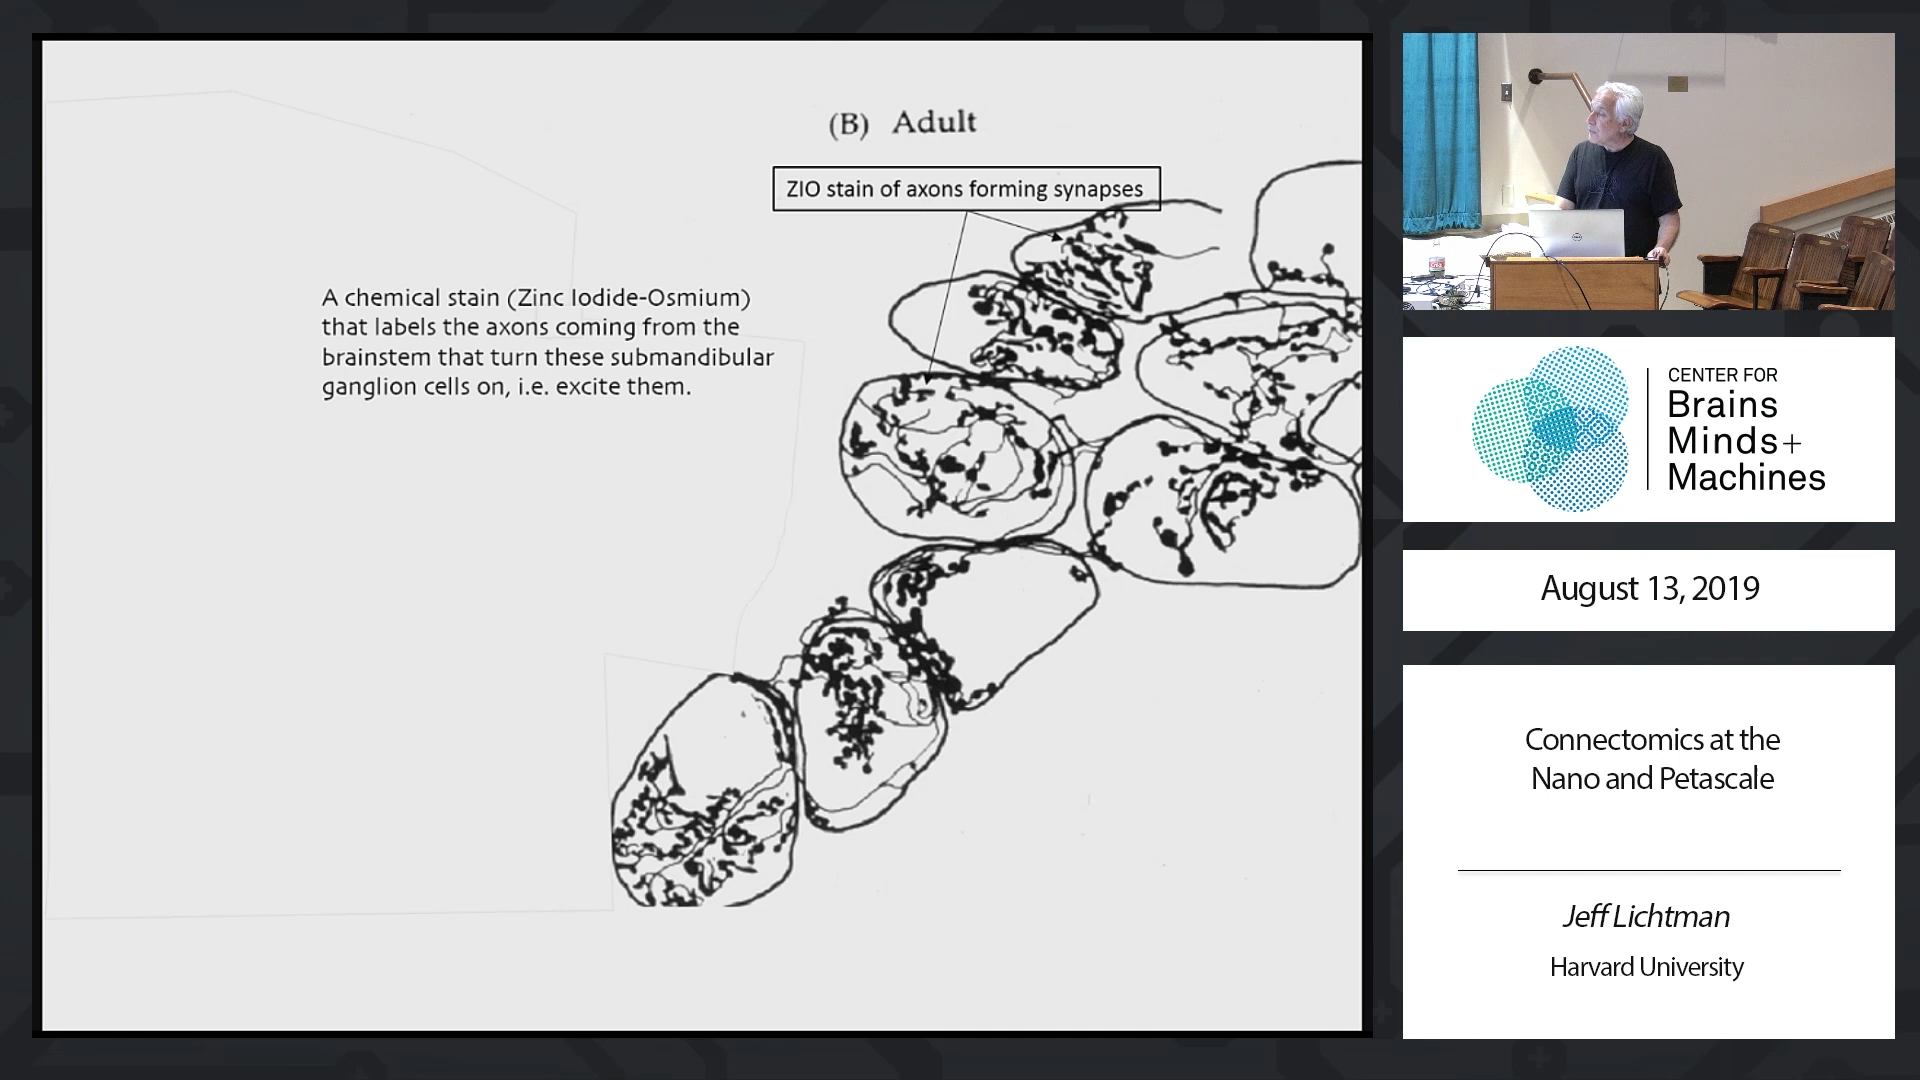 (B) Adult
ZIO stain of axons forming synapses
A chemical stain (Zinc Iodide-Osmium)
that labels the axons coming from the
brainstem that turn these submandibular
ganglion cells on, i.e. excite them.
CENTER FOR
Brains
Minds+
Machines
August 13, 2019
Connectomics at the
Nano and Petascale
Jeff Lichtman
Harvard University